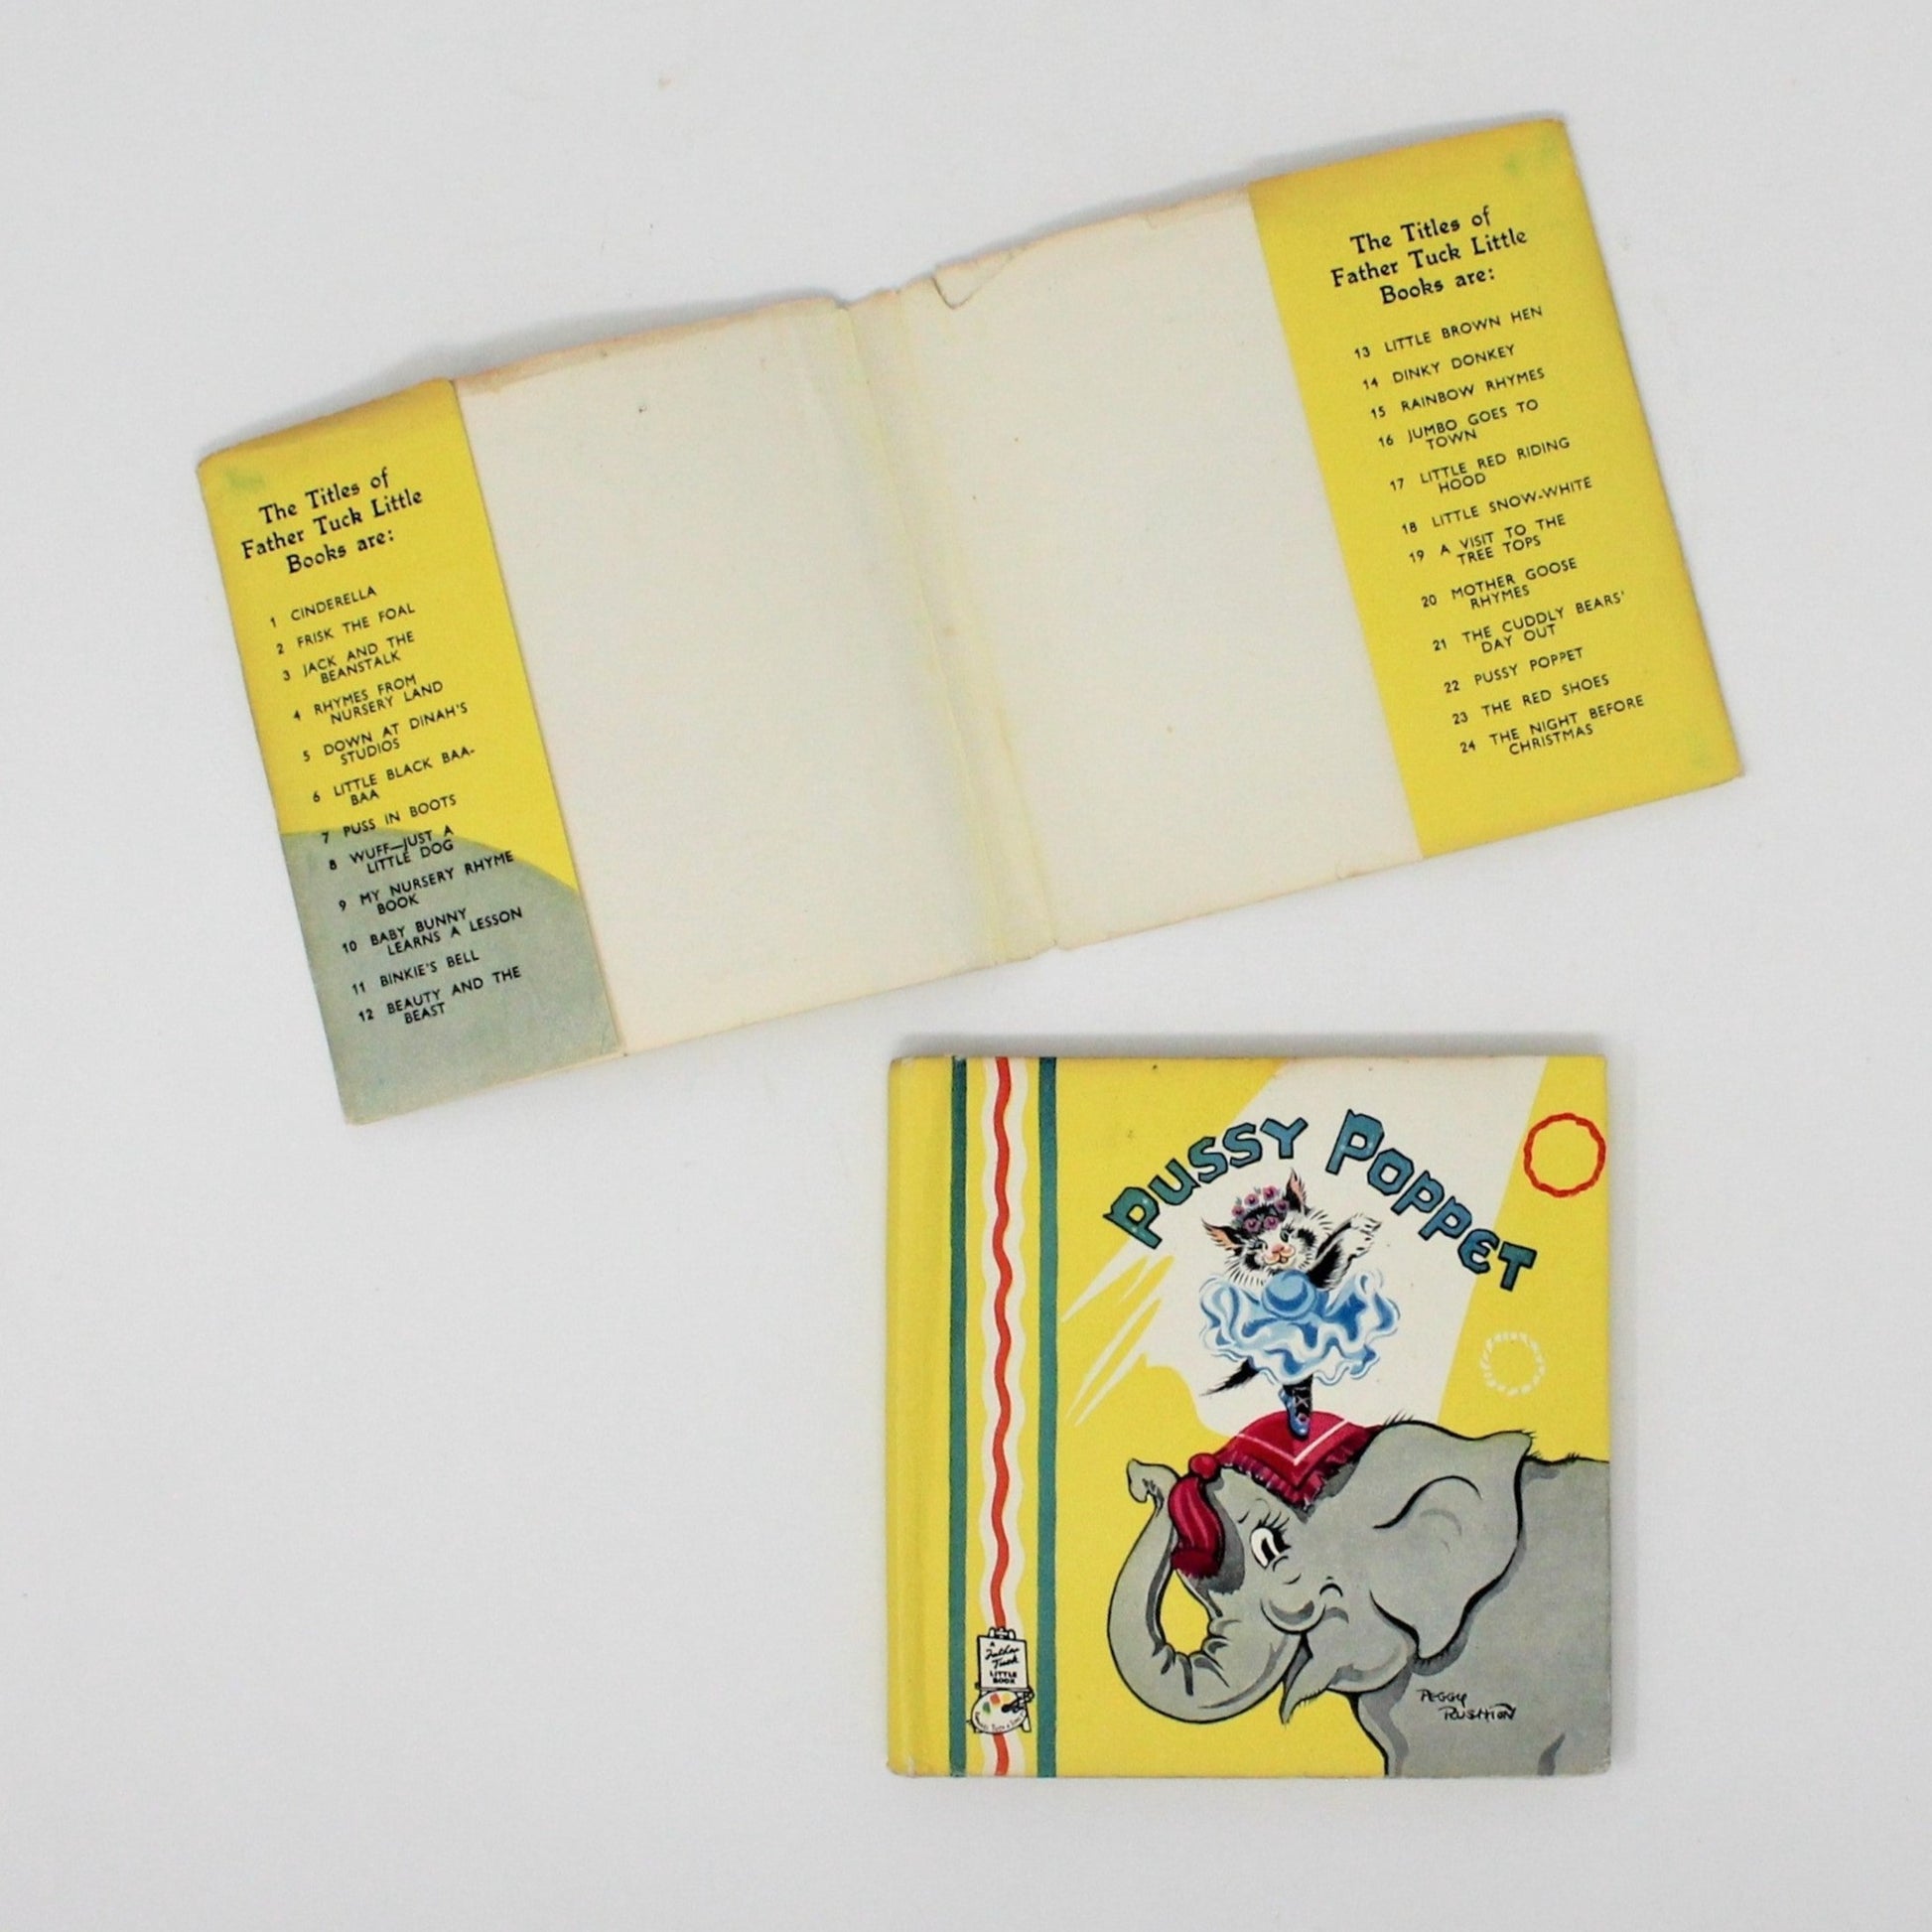 The Titles of
Father Tuck Little
Books are:
1 CINDERELLA
2 FRISK THE FOAL
3 JACK AND THE
BEANSTALK
4 RHYMES FROM
NURSERY LAND
5 DOWN AT DINAH'S
STUDIOS
6 LITTLE BLACK BAA-
BAA
7 PUSS IN BOOTS
8 WUFF—JUST A
LITTLE DOG
9 MY NURSERY RHYME
BOOK
10 BABY BUNNY
LEARNS A LESSON
11 BINKIE'S BELL
12 BEAUTY AND THE
BEAST
The Titles of
Father Tuck Little
Books are:
13 LITTLE BROWN HEN
14 DINKY DONKEY
15 RAINBOW RHYMES
16 JUMBO GOES TO
TOWN
17 LITTLE RED RIDING
HOOD
18 LITTLE SNOW-WHITE
19 A VISIT TO THE
TREE TOPS
20 MOTHER GOOSE
RHYMES
21 THE CUDDLY BEARS'
DAY OUT
22 PUSSY POPPET
23 THE RED SHOES
24 THE NIGHT BEFORE
CHRISTMAS
PUSSY POPPET
A
Father
Tuck
LITTLE
BOOK
PEGGY
RUSHTON